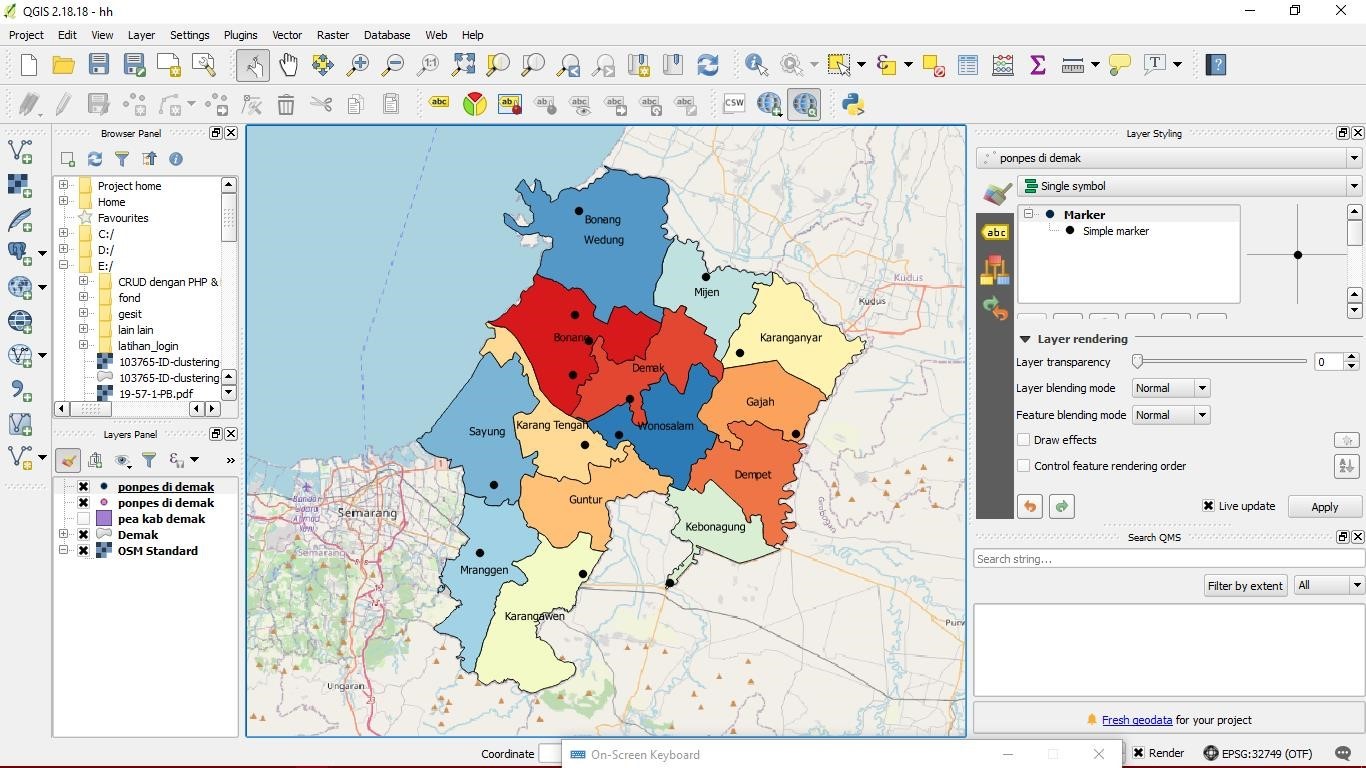 QGIS 2.18.18 - hh
Project Edit View Layer Settings Plugins Vector Raster Database Web Help
Browser Panel
Project home
Home
Favourites
C:/
D:/
E:/
CRUD dengan PHP &
fond
gesit
lain lain
latihan_login
103765-ID-clustering
103765-ID-clustering
19-57-1-PB.pdf
Layers Panel
ponpes di demak
ponpes di demak
pea kab demak
Demak
OSM Standard
Bonang
Wedung
Mijen
Kudus
Kudus
Bonang
Karanganyar
Demak
Gajah
Sayung
Karang Tengah
Wonosalam
Dempet
Guntur
Semarang
Semarang
Kebonagung
Grobogan
Mranggen
Karangawen
Ungaran
Purw
Layer Styling
ponpes di demak
Single symbol
Marker
Simple marker
Layer rendering
Layer transparency 0
Layer blending mode Normal
Feature blending mode Normal
Draw effects
Control feature rendering order
Live update Apply
Search QMS
Search string...
Filter by extent All
Fresh geodata for your project
Coordinate
On-Screen Keyboard
Render EPSG:32749 (OTF)